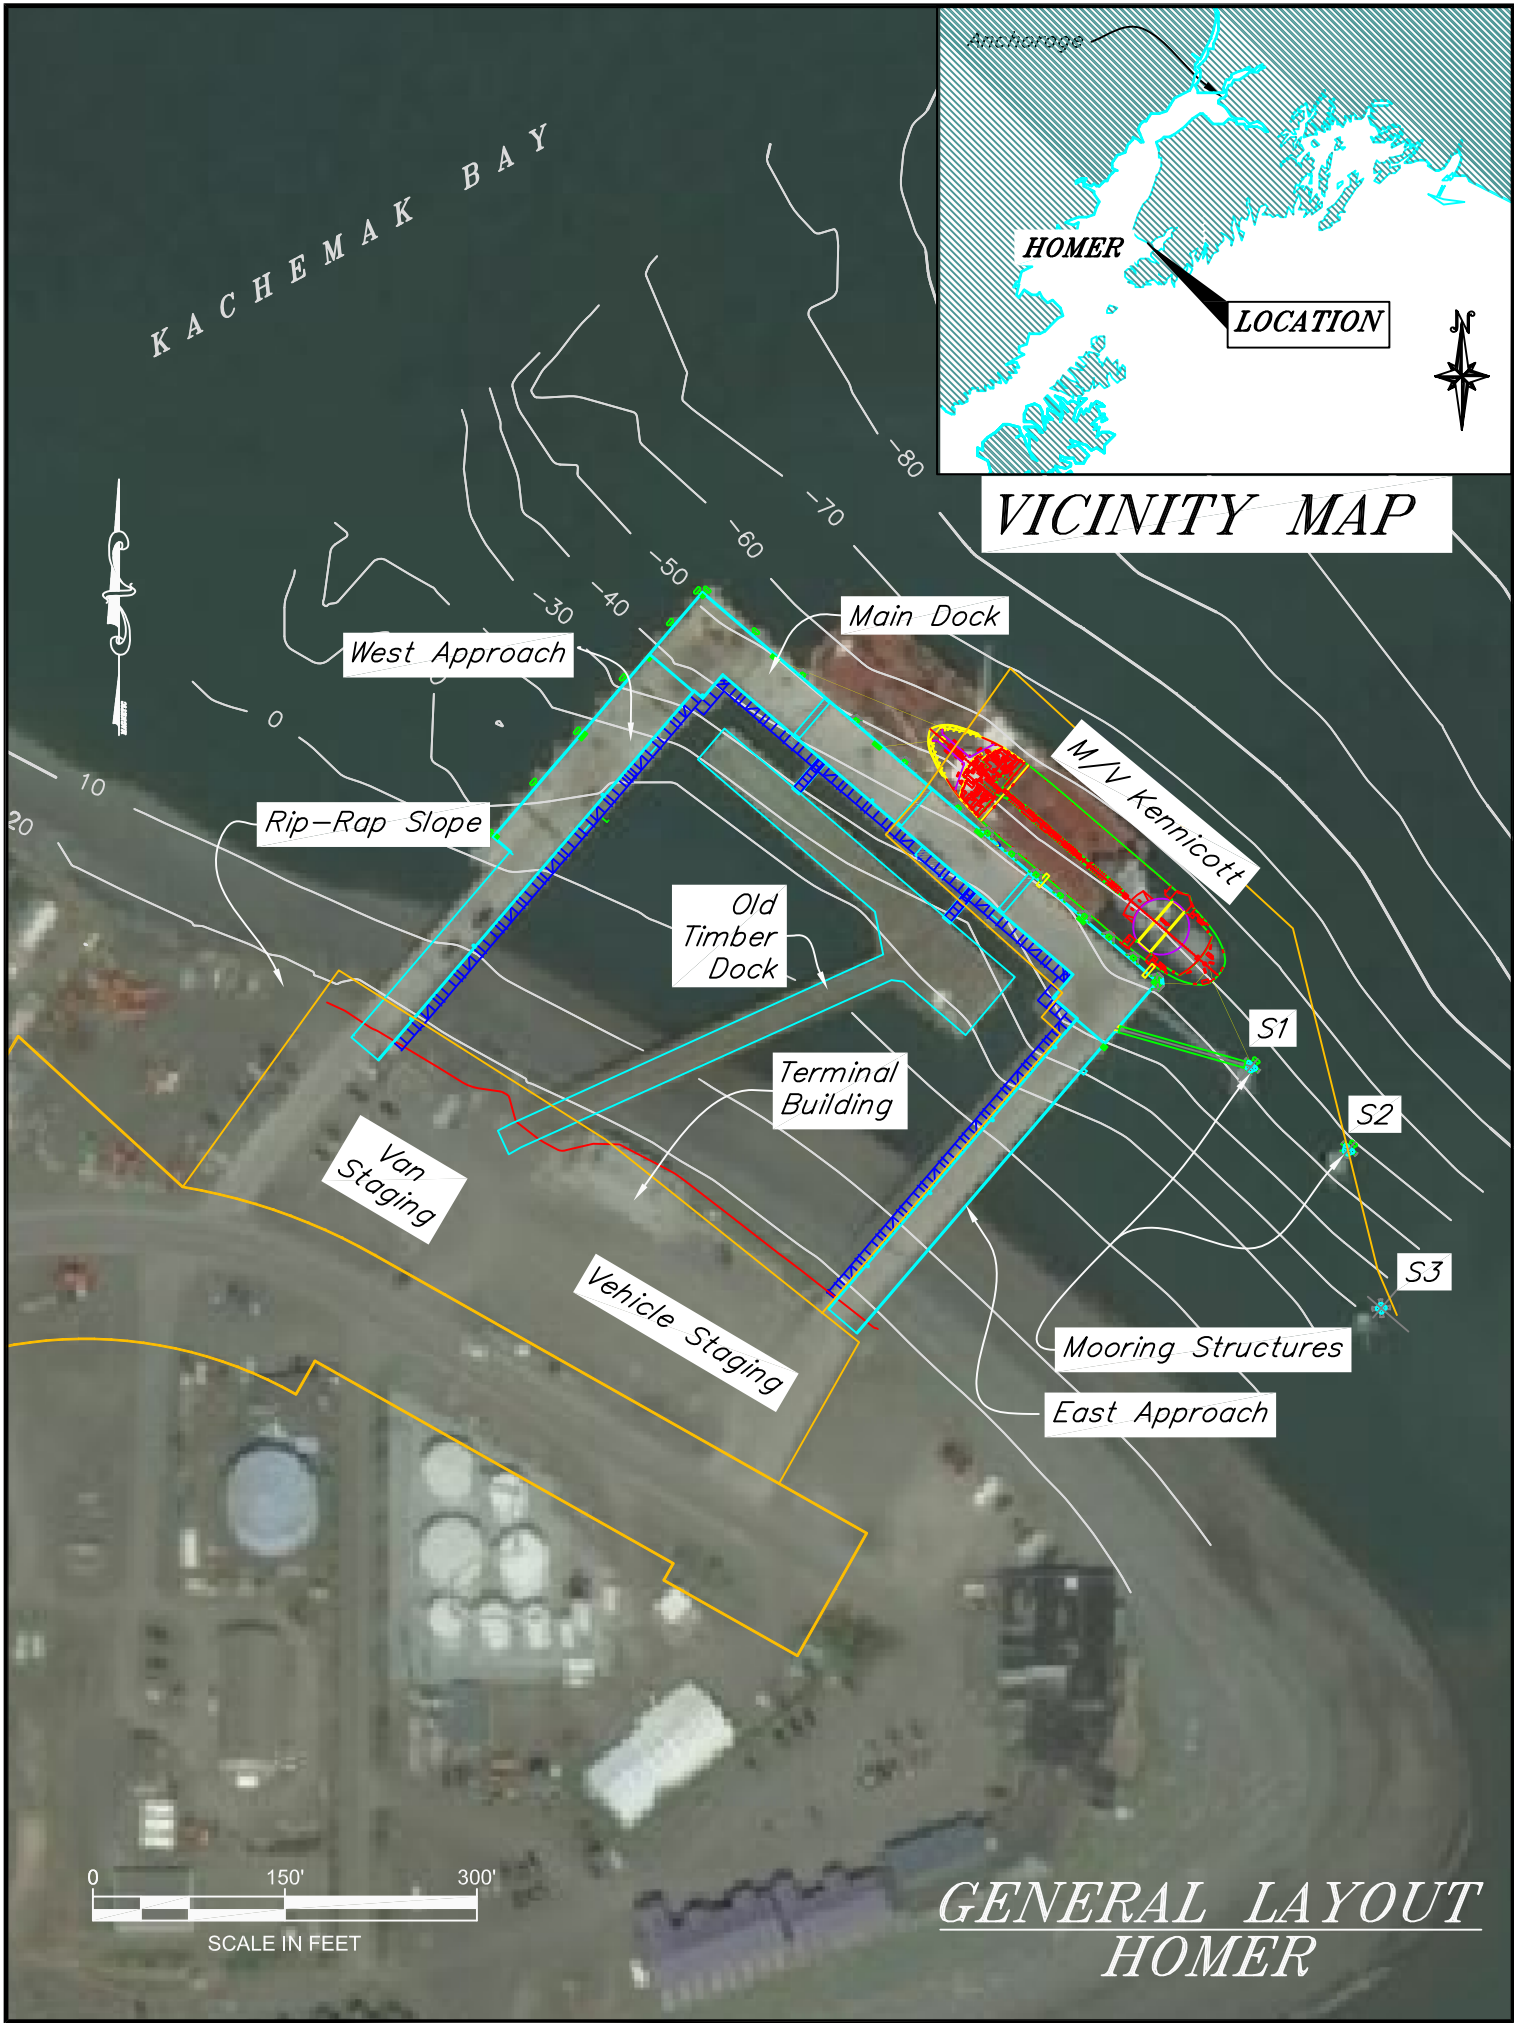 Anchorage
HOMER
LOCATION
N
VICINITY MAP
KACHEMAK BAY
-80
-70
-60
-50
-40
-30
0
10
20
Main Dock
West Approach
M/V Kennicott
Rip-Rap Slope
Old
Timber
Dock
S1
Terminal
Building
S2
Van
Staging
S3
Vehicle Staging
Mooring Structures
East Approach
0 150' 300'
SCALE IN FEET
GENERAL LAYOUT
HOMER